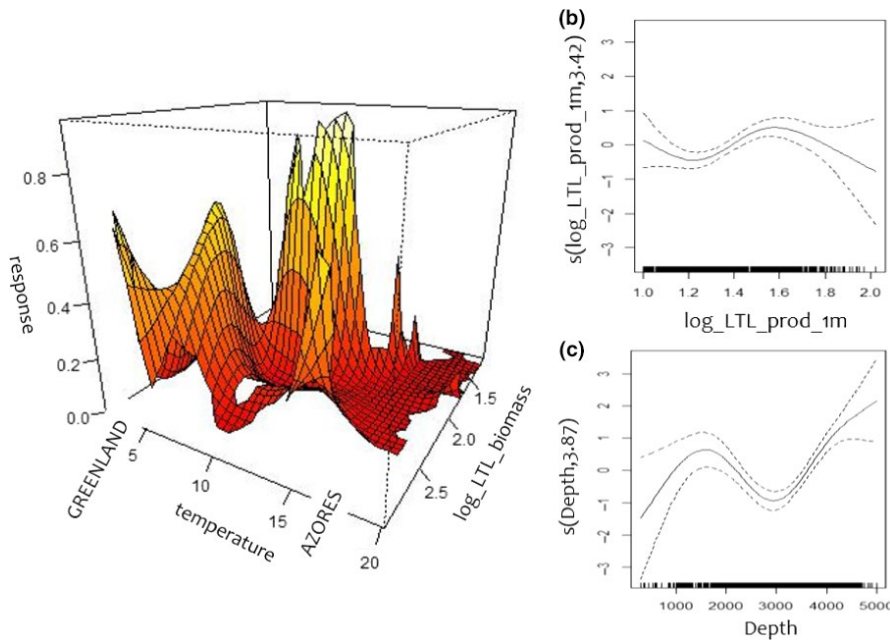 0.8
0.6
0.4
0.2
0.0
response
GREENLAND
5
10
15
20
temperature
AZORES
1.5
2.0
2.5
log_LTL_biomass
(b)
3
2
1
0
-1
-2
-3
s(log_LTL_prod_1m,3.42)
1.0 1.2 1.4 1.6 1.8 2.0
log_LTL_prod_1m
(c)
3
2
1
0
-1
-2
-3
s(Depth,3.87)
1000 2000 3000 4000 5000
Depth